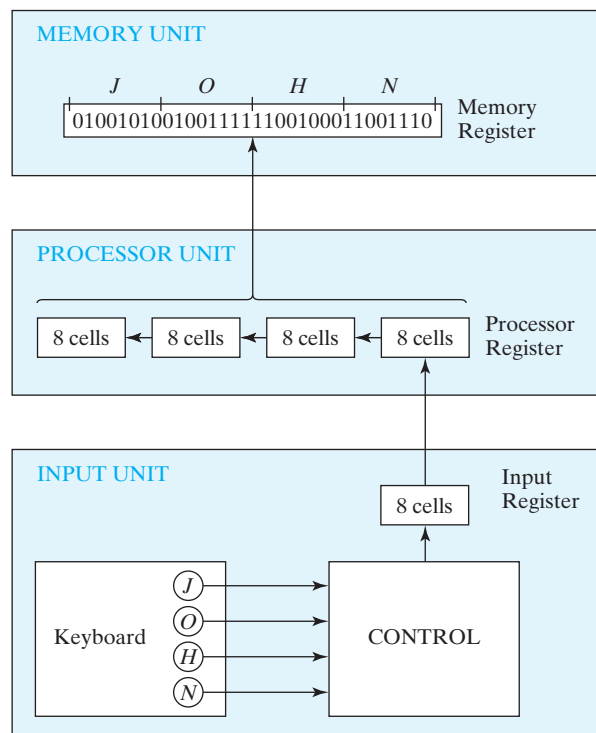 MEMORY UNIT
J O H N
01001010010011111100100011001110
Memory
Register
PROCESSOR UNIT
8 cells 8 cells 8 cells 8 cells
Processor
Register
INPUT UNIT
Input
Register
8 cells
Keyboard
J
O
H
N
CONTROL